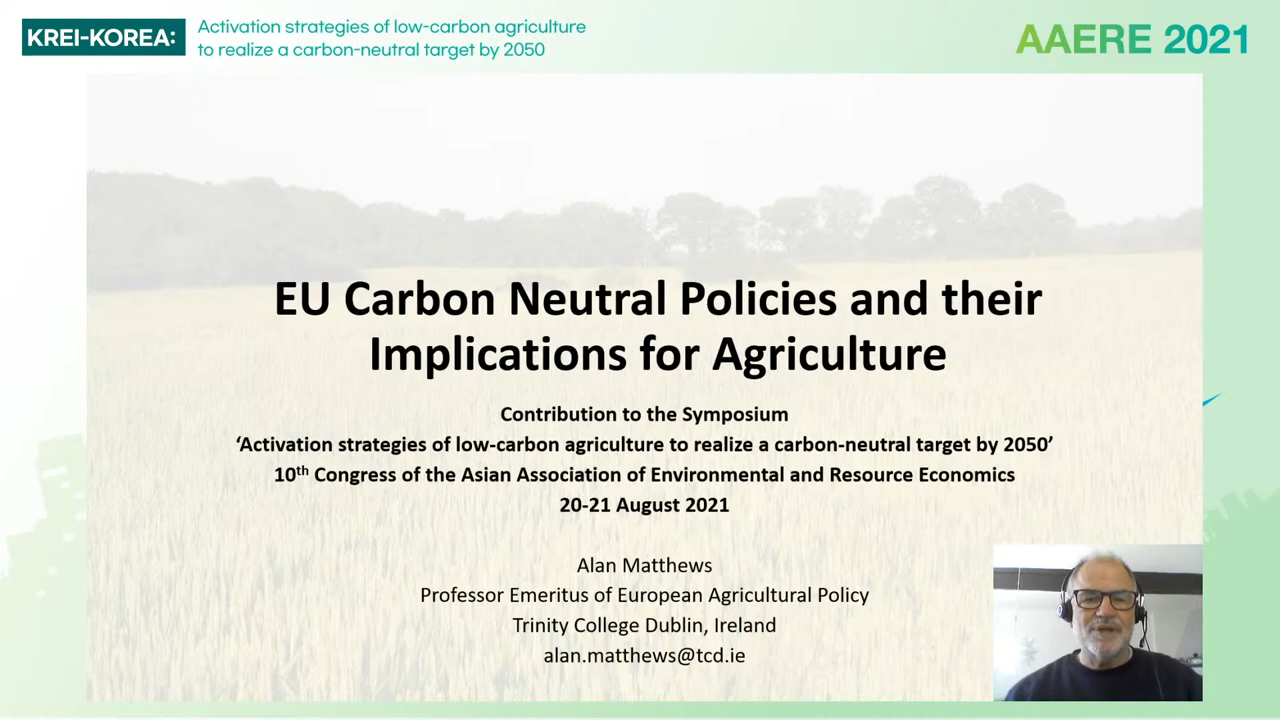 KREI-KOREA:
Activation strategies of low-carbon agriculture
to realize a carbon-neutral target by 2050
AAERE 2021
EU Carbon Neutral Policies and their
Implications for Agriculture
Contribution to the Symposium
‘Activation strategies of low-carbon agriculture to realize a carbon-neutral target by 2050’
10th Congress of the Asian Association of Environmental and Resource Economics
20-21 August 2021
Alan Matthews
Professor Emeritus of European Agricultural Policy
Trinity College Dublin, Ireland
alan.matthews@tcd.ie